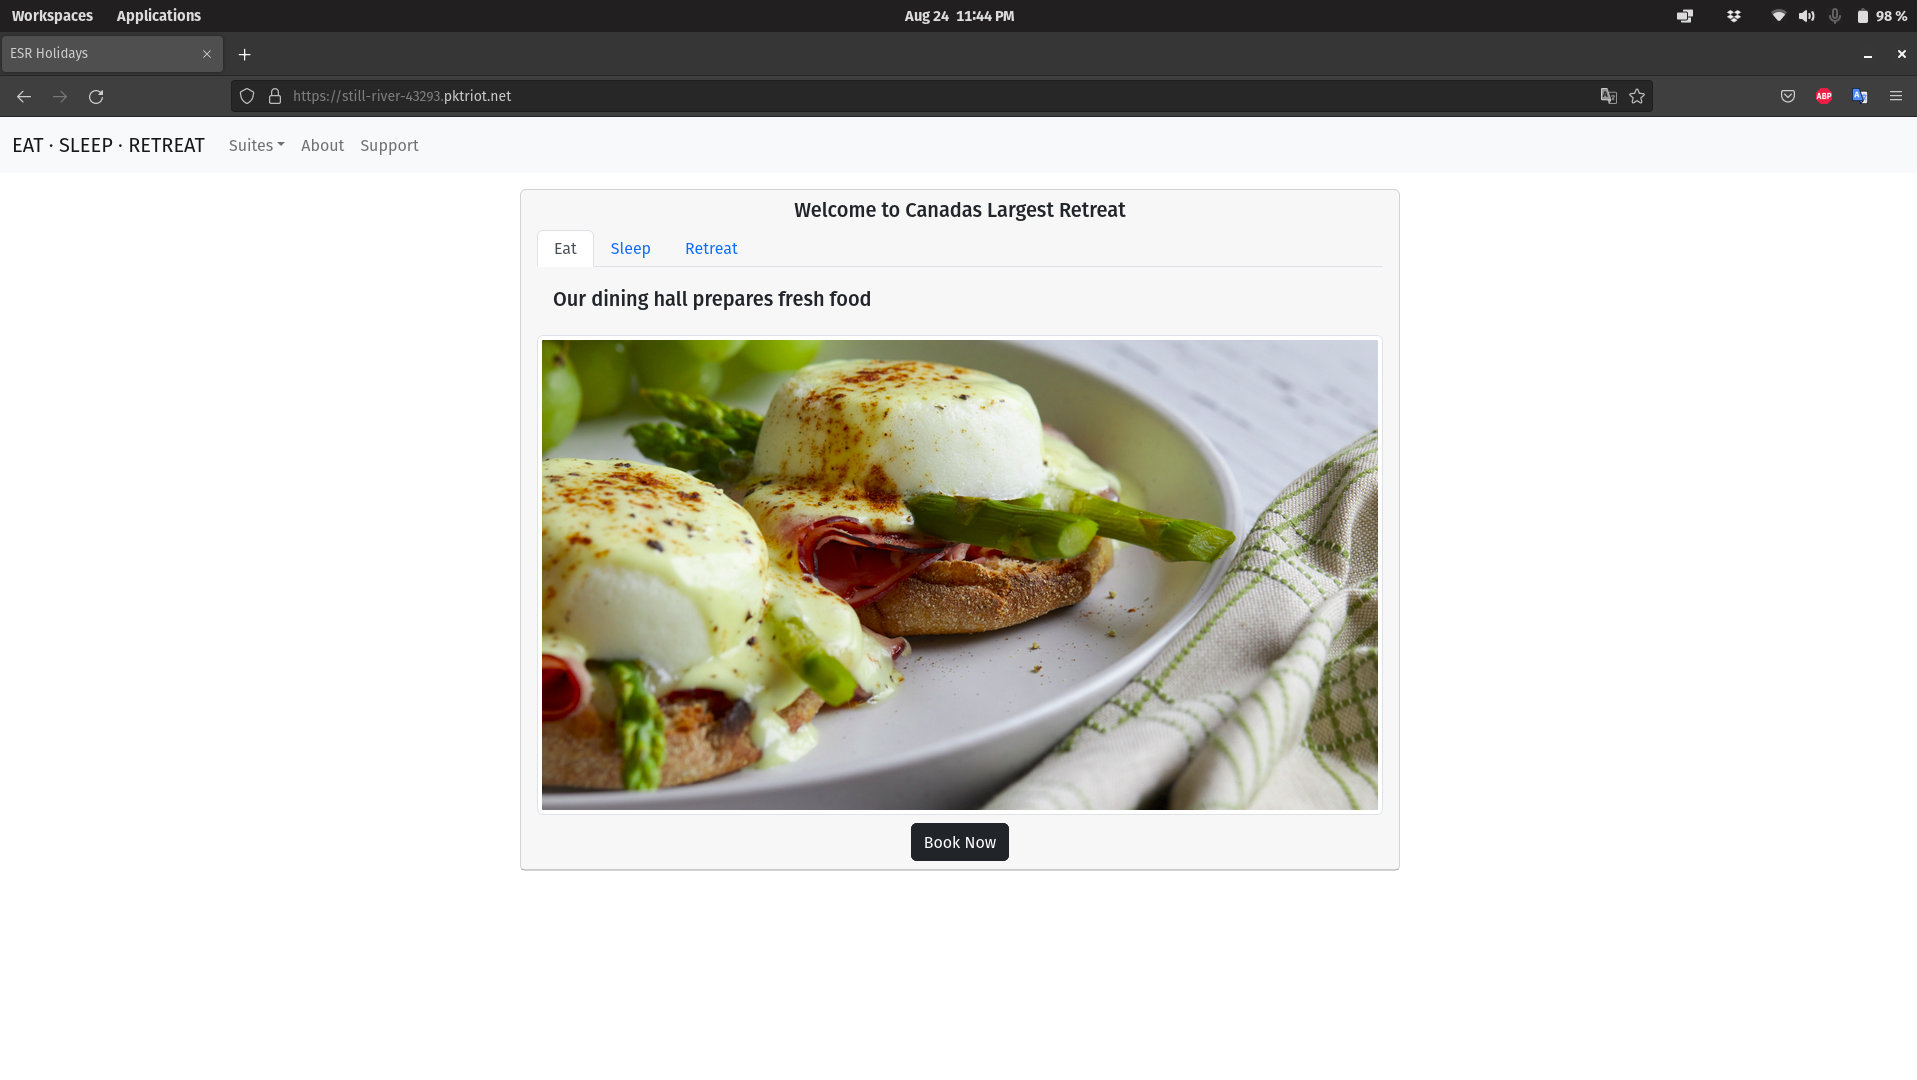 Workspaces Applications Aug 24 11:44 PM 98 %
ESR Holidays
https://still-river-43293.pktriot.net ABP
EAT · SLEEP · RETREAT Suites About Support
Welcome to Canadas Largest Retreat
Eat Sleep Retreat
Our dining hall prepares fresh food
Book Now